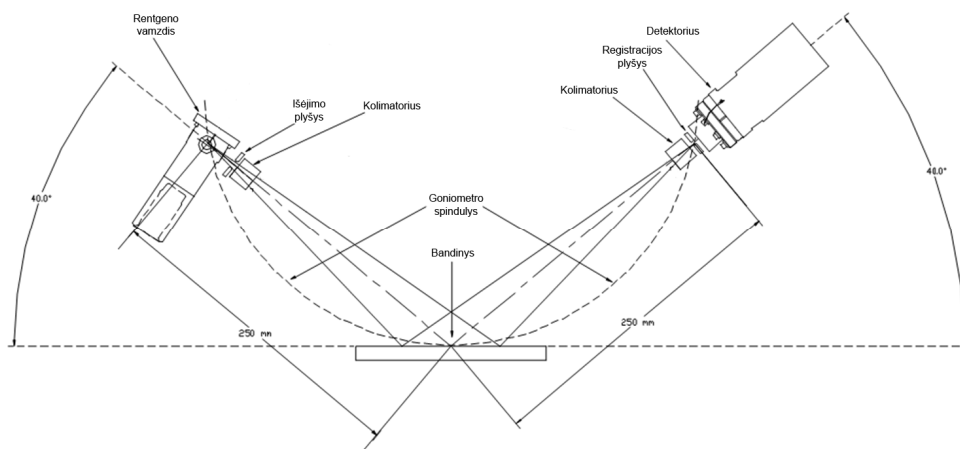 Rentgeno
vamzdis
Išėjimo
plyšys
Kolimatorius
Detektorius
Registracijos
plyšys
Kolimatorius
40.0°
40.0°
Goniometro
spindulys
Bandinys
250 mm
250 mm